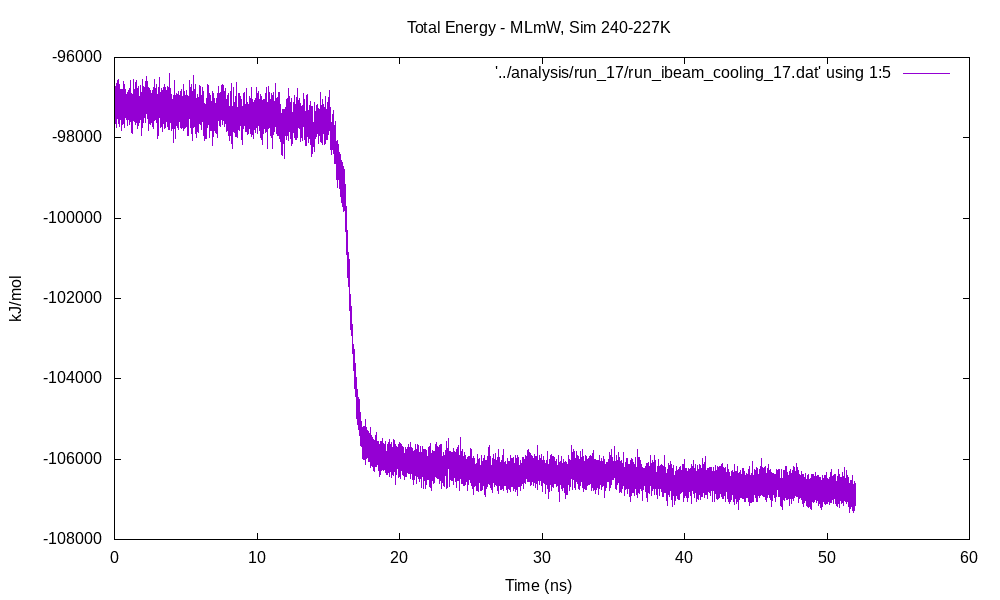 Total Energy - MLmW, Sim 240-227K
'../analysis/run_17/run_ibeam_cooling_17.dat' using 1:5
-96000
-98000
-100000
-102000
-104000
-106000
-108000
kJ/mol
0 10 20 30 40 50 60
Time (ns)